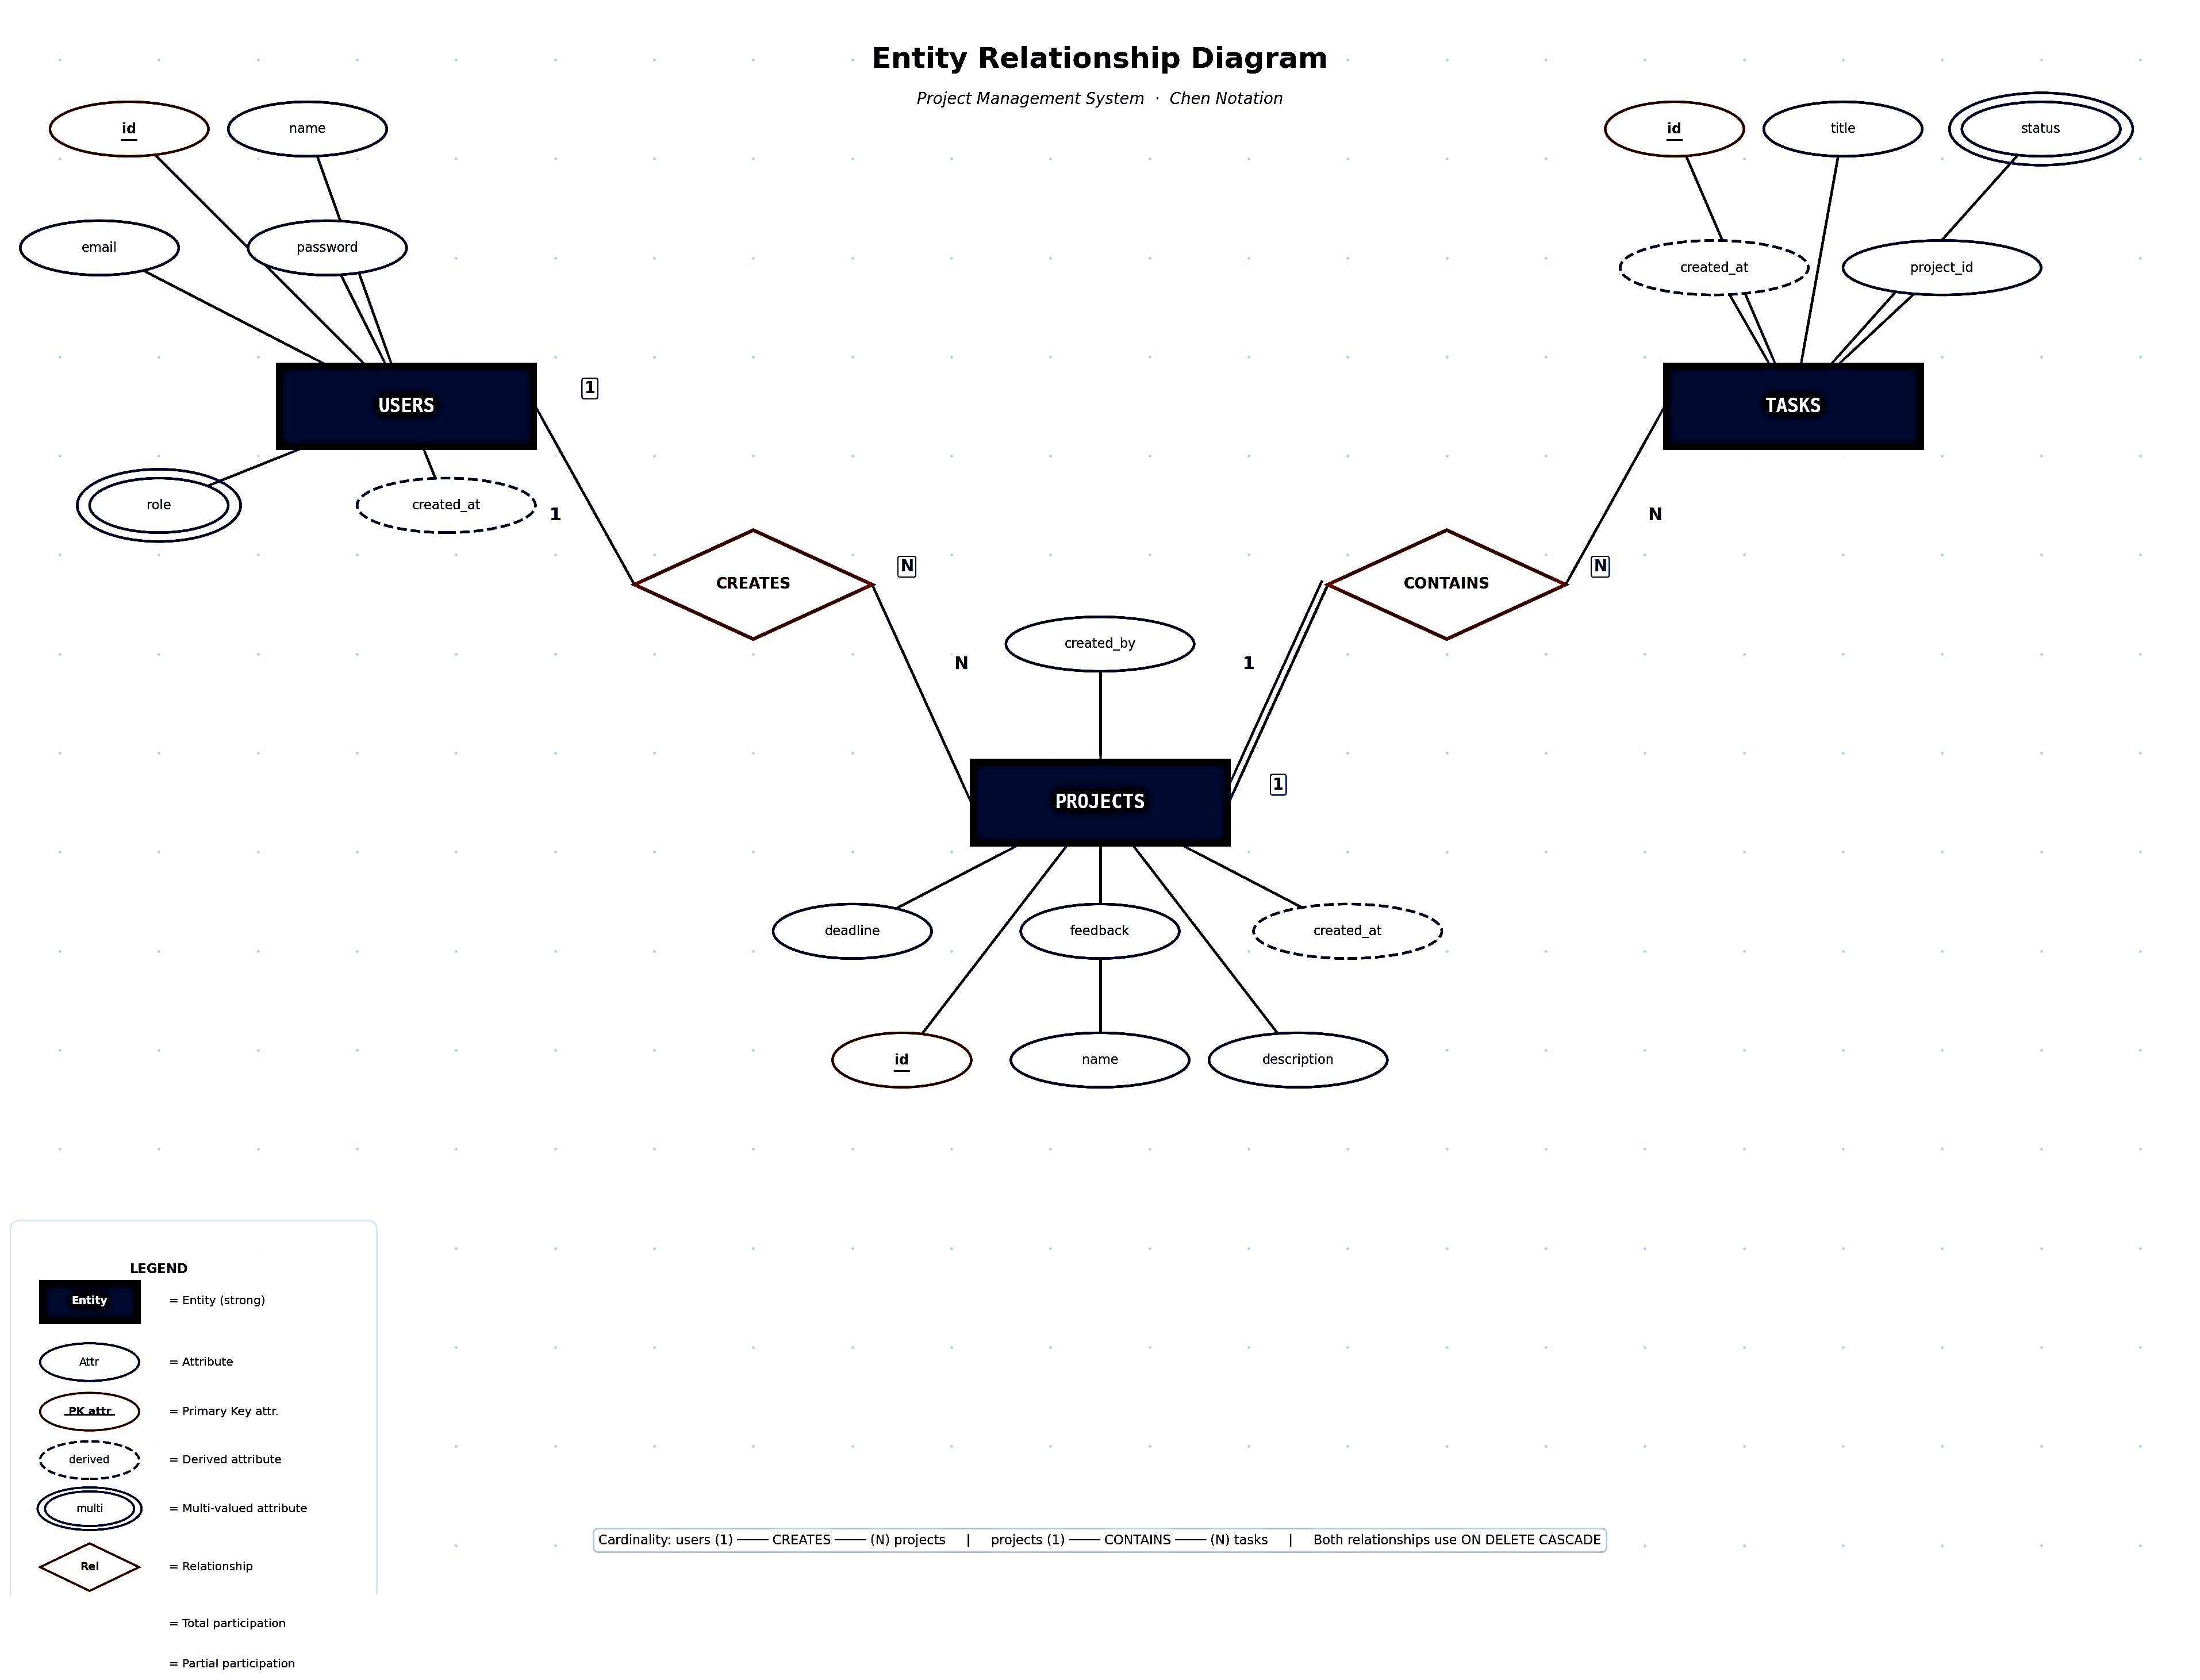 Entity Relationship Diagram
Project Management System · Chen Notation
id
name
id
title
status
email
password
created_at
project_id
1
USERS
TASKS
role
created_at
1
N
N
N
CREATES
CONTAINS
created_by
N
1
1
PROJECTS
deadline
feedback
created_at
id
name
description
LEGEND
Entity = Entity (strong)
Attr = Attribute
PK attr = Primary Key attr.
derived = Derived attribute
multi = Multi-valued attribute
Rel = Relationship
= Total participation
= Partial participation
Cardinality: users (1) —— CREATES —— (N) projects | projects (1) —— CONTAINS —— (N) tasks | Both relationships use ON DELETE CASCADE